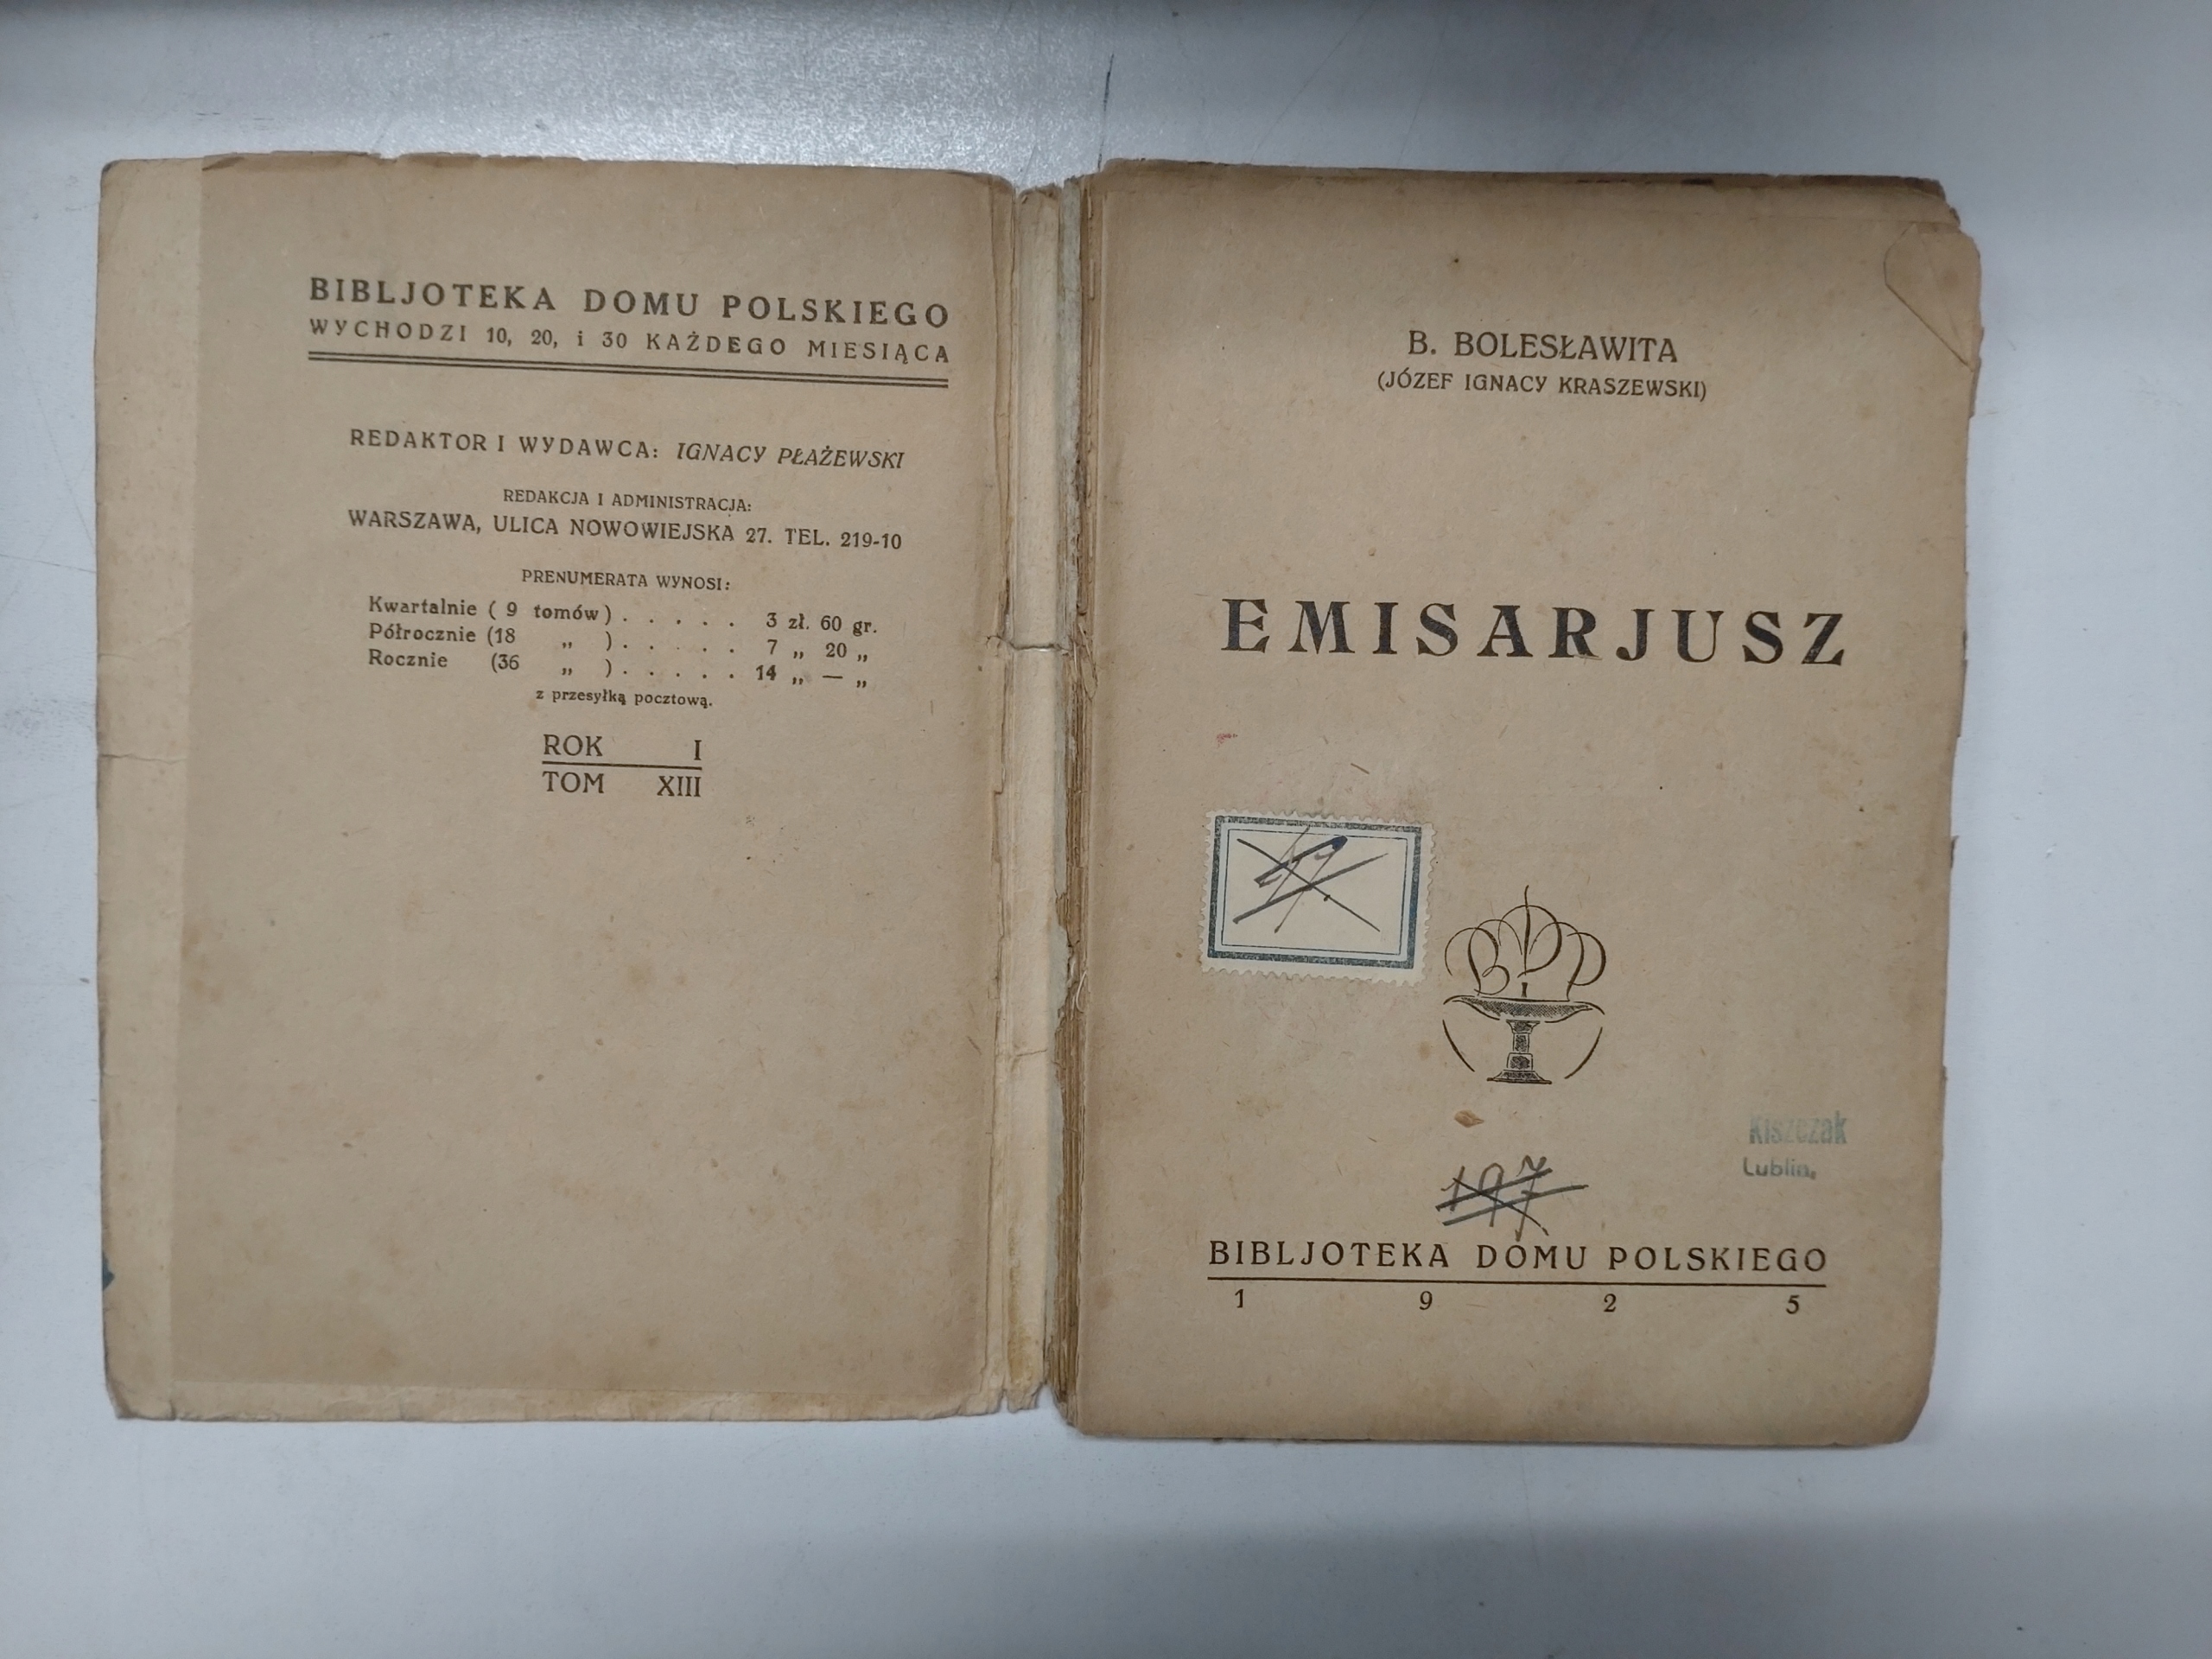 BIBLJOTEKA DOMU POLSKIEGO
WYCHODZI 10, 20, i 30 KAŻDEGO MIESIĄCA
REDAKTOR I WYDAWCA: IGNACY PŁAŻEWSKI
REDAKCJA I ADMINISTRACJA:
WARSZAWA, ULICA NOWOWIEJSKA 27. TEL. 219-10
PRENUMERATA WYNOSI:
Kwartalnie ( 9 tomów ) . . . . . 3 zł. 60 gr.
Półrocznie (18 „ ) . . . . . 7 „ 20 „
Rocznie (36 „ ) . . . . . 14 „ — „
z przesyłką pocztową.
ROK I
TOM XIII
B. BOLESŁAWITA
(JÓZEF IGNACY KRASZEWSKI)
EMISARJUSZ
BDP
Kiszczak
Lublin.
197
BIBLJOTEKA DOMU POLSKIEGO
1 9 2 5